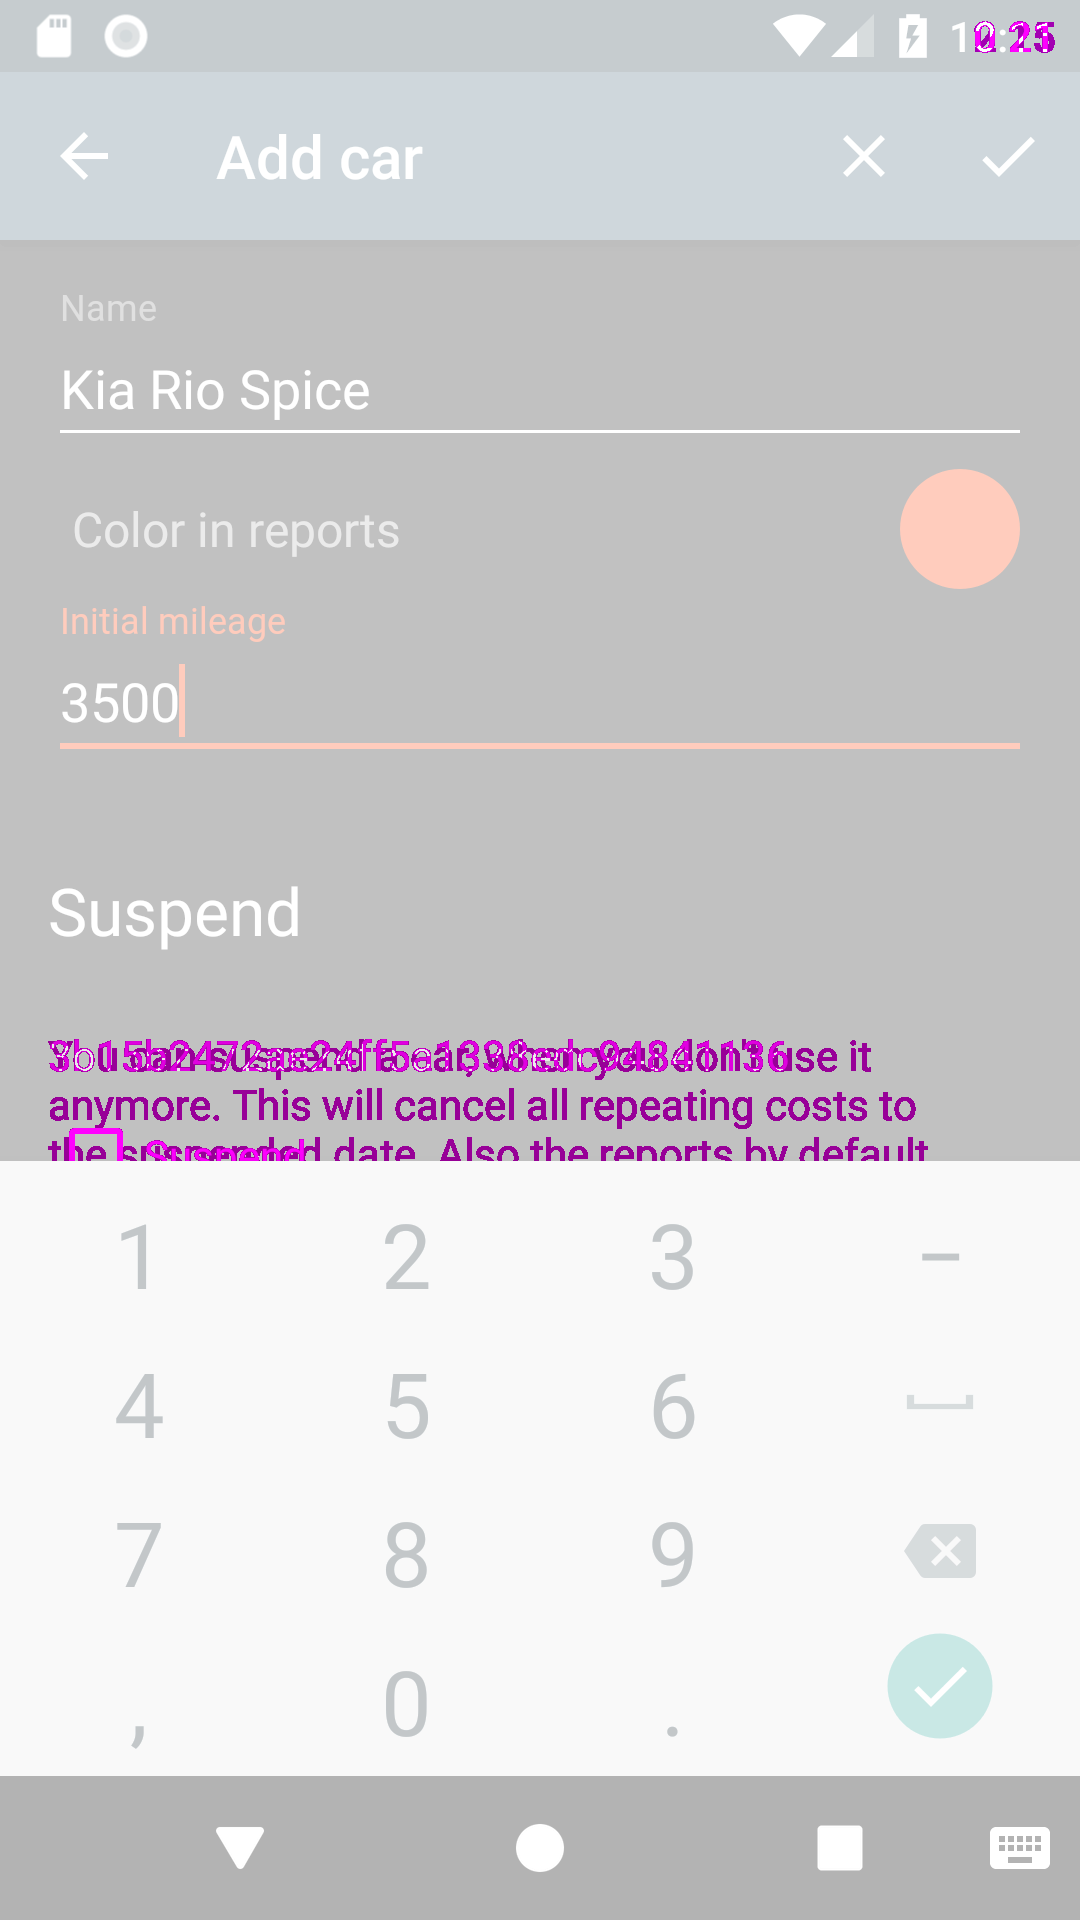 Add car
Name
Kia Rio Spice
Color in reports
Initial mileage
3500
Suspend
You can suspend a car, when you don't use it
anymore. This will cancel all repeating costs to
the suspended date. Also the reports by default
Suspend
1 2 3 -
4 5 6
7 8 9
, 0 .